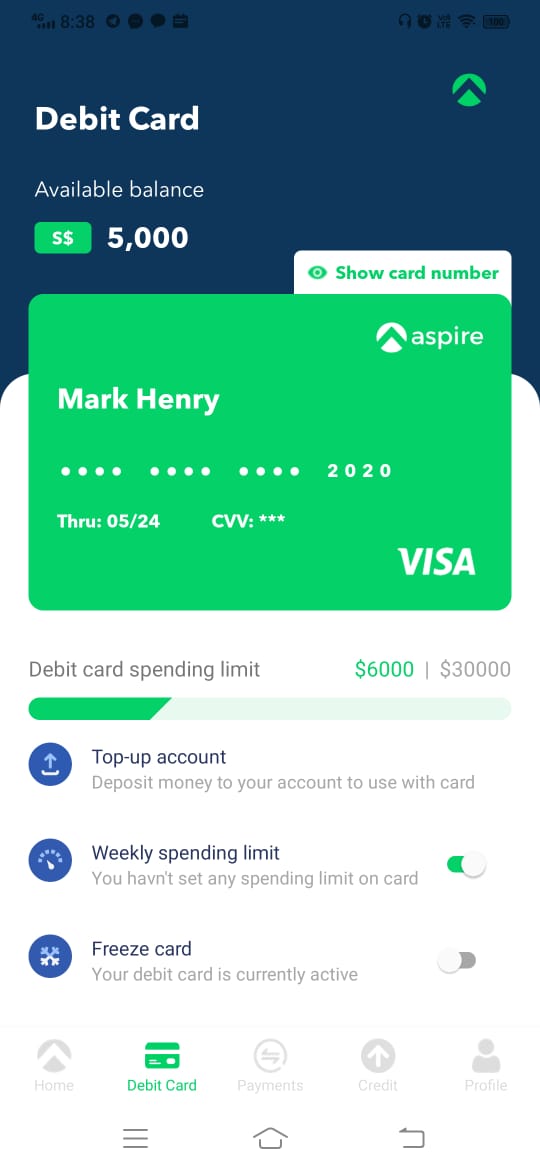 4G 8:38 VoI LTE 100
Debit Card
Available balance
S$ 5,000
Show card number
aspire
Mark Henry
•••• •••• •••• 2020
Thru: 05/24 CVV: ***
VISA
Debit card spending limit $6000 | $30000
Top-up account
Deposit money to your account to use with card
Weekly spending limit
You havn't set any spending limit on card
Freeze card
Your debit card is currently active
Home Debit Card Payments Credit Profile